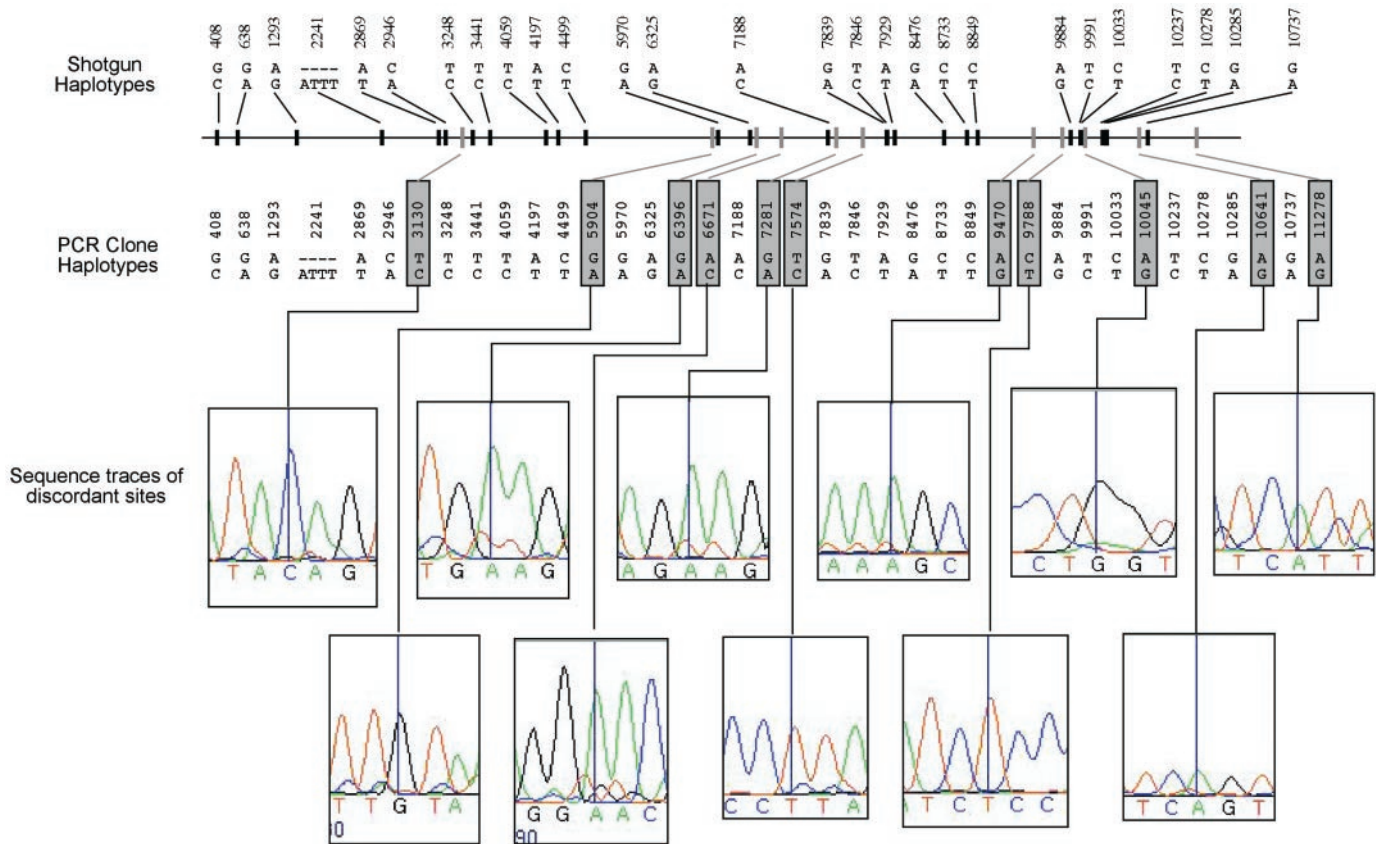 408 638 1293 2241 2869 2946 3248 3441 4059 4197 4499 5970 6325 7188 7839 7846 7929 8476 8733 8849 9884 9991 10033 10237 10278 10285 10737
Shotgun
Haplotypes
G G A ---- A C T T T A C G A A G T A G C C A T C T C G G
C A G ATTT T A C C C T T A G C A C T A T T G C T C T A A
408 638 1293 2241 2869 2946 3130 3248 3441 4059 4197 4499 5904 5970 6325 6396 6671 7188 7281 7574 7839 7846 7929 8476 8733 8849 9470 9788 9884 9991 10033 10045 10237 10278 10285 10641 10737 11278
PCR Clone
Haplotypes
G G A ---- A C T T T T A C G G A G A A G T G T A G C C A C A T C A T C G A G A
C A G ATTT T A C C C C T T A A G A C C A C A C T A T T G T G C T G C T A G A G
Sequence traces of
discordant sites
T A C A G
T G A A G
A G A A G
A A A G C
C T G G T
T C A T T
T T G T A
30
G G A A C
90
C C T T A
T C T C C
T C A G T